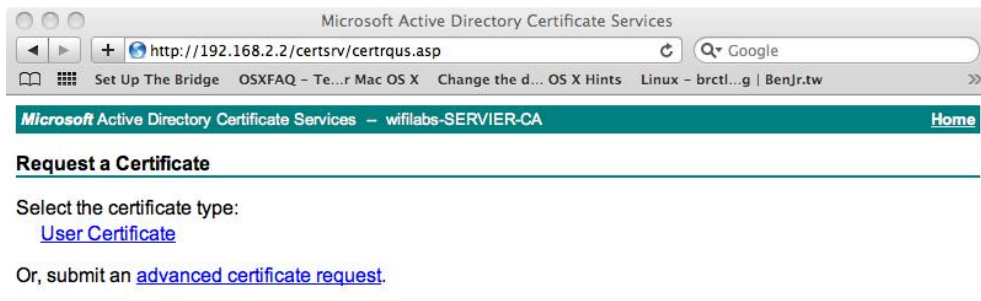 Microsoft Active Directory Certificate Services
http://192.168.2.2/certsrv/certrqus.asp
Google
Set Up The Bridge OSXFAQ – Te...r Mac OS X Change the d... OS X Hints Linux – brctl...g | BenJr.tw
Microsoft Active Directory Certificate Services -- wifilabs-SERVIER-CA Home
Request a Certificate
Select the certificate type:
User Certificate
Or, submit an advanced certificate request.